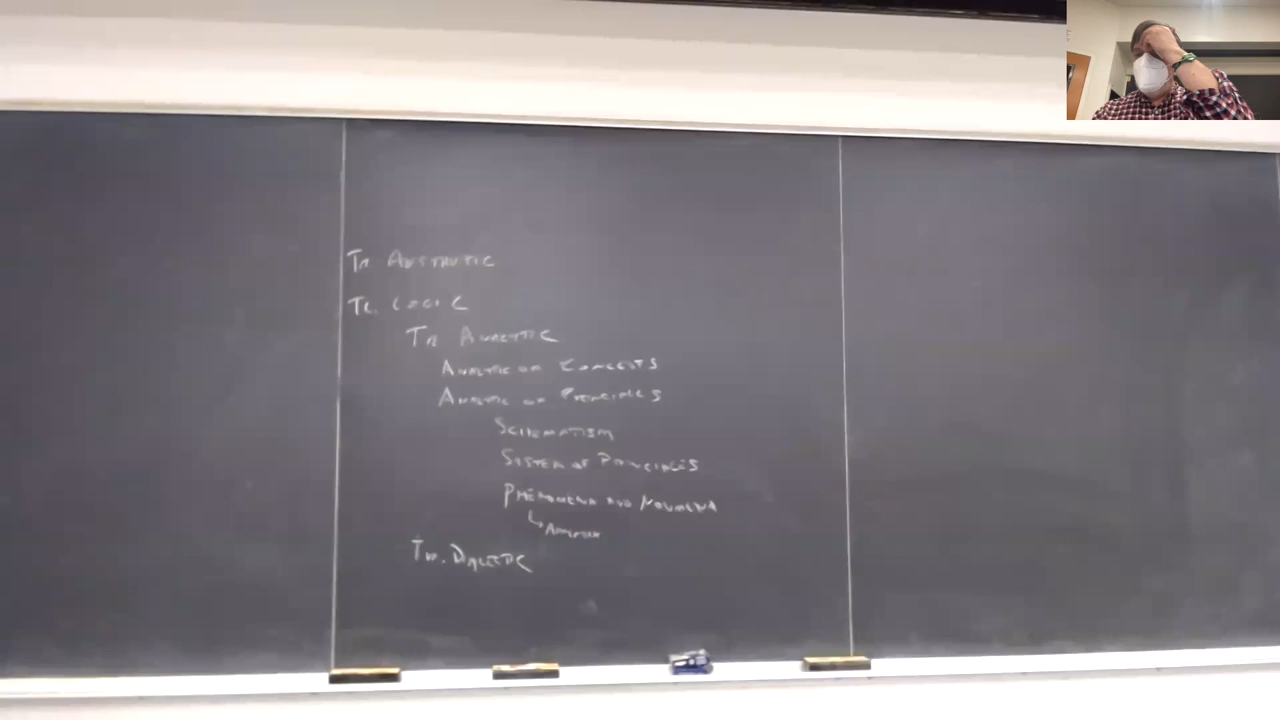 Tr Aesthetic
Tr. Logic
Tr Analytic
Analytic of Concepts
Analytic of Principles
Schematism
System of Principles
Phenomena and Noumena
Tr. Dialectic